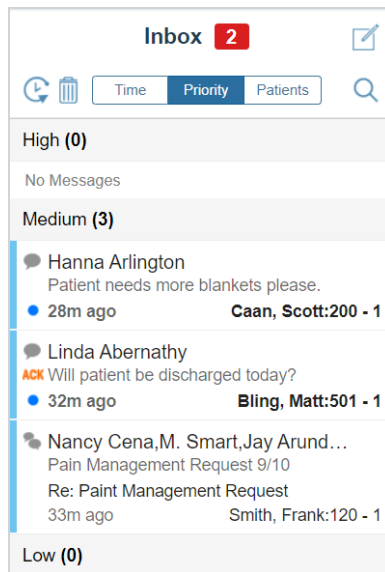 Inbox 2
Time Priority Patients
High (0)
No Messages
Medium (3)
Hanna Arlington
Patient needs more blankets please.
28m ago Caan, Scott:200 - 1
Linda Abernathy
ACK Will patient be discharged today?
32m ago Bling, Matt:501 - 1
Nancy Cena,M. Smart,Jay Arund...
Pain Management Request 9/10
Re: Paint Management Request
33m ago Smith, Frank:120 - 1
Low (0)